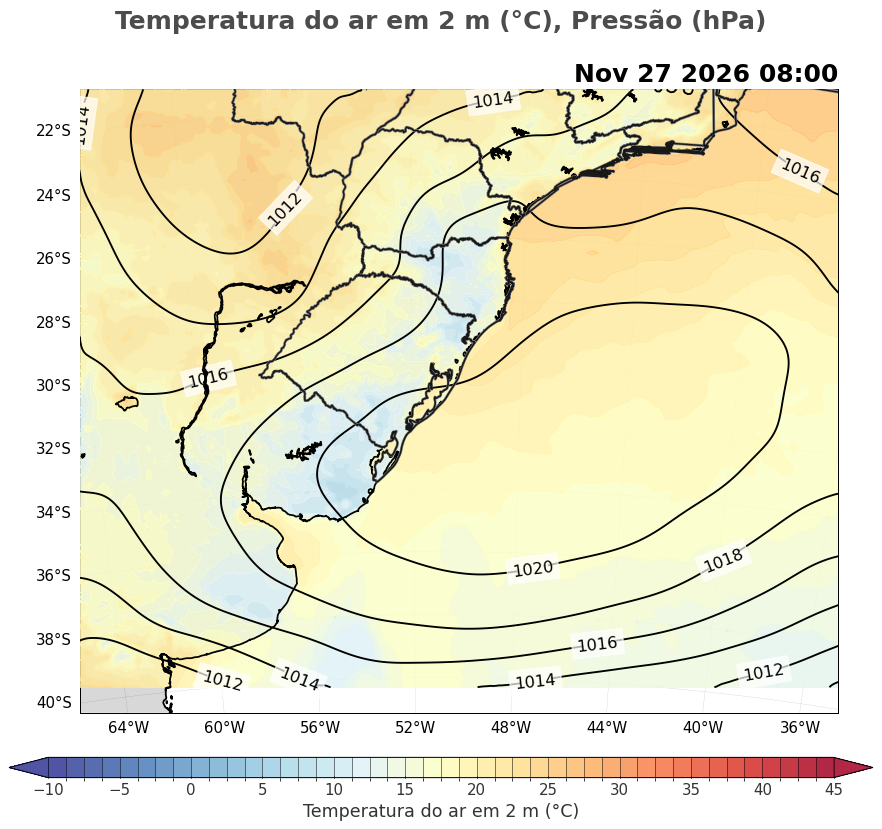 Temperatura do ar em 2 m (°C), Pressão (hPa)
Nov 27 2026 08:00
1014
1014
1016
1012
1016
1020
1018
1016
1014
1012
1012
1014
22°S
24°S
26°S
28°S
30°S
32°S
34°S
36°S
38°S
40°S
64°W 60°W 56°W 52°W 48°W 44°W 40°W 36°W
−10 −5 0 5 10 15 20 25 30 35 40 45
Temperatura do ar em 2 m (°C)